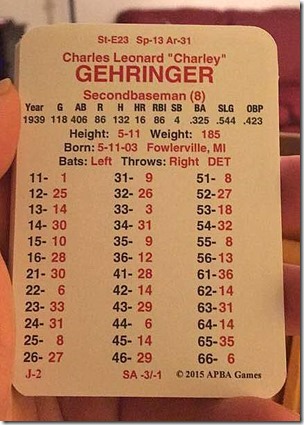 St-E23 Sp-13 Ar-31
Charles Leonard "Charley"
GEHRINGER
Secondbaseman (8)
Year G AB R H HR RBI SB BA SLG OBP
1939 118 406 86 132 16 86 4 .325 .544 .423
Height: 5-11 Weight: 185
Born: 5-11-03 Fowlerville, MI
Bats: Left Throws: Right DET
11- 1 31- 9 51- 8
12- 25 32- 26 52- 27
13- 14 33- 3 53- 18
14- 30 34- 31 54- 32
15- 10 35- 9 55- 8
16- 28 36- 12 56- 13
21- 30 41- 28 61- 36
22- 6 42- 14 62- 14
23- 33 43- 29 63- 31
24- 31 44- 6 64- 14
25- 8 45- 14 65- 35
26- 27 46- 29 66- 6
J-2 SA -3/-1 © 2015 APBA Games